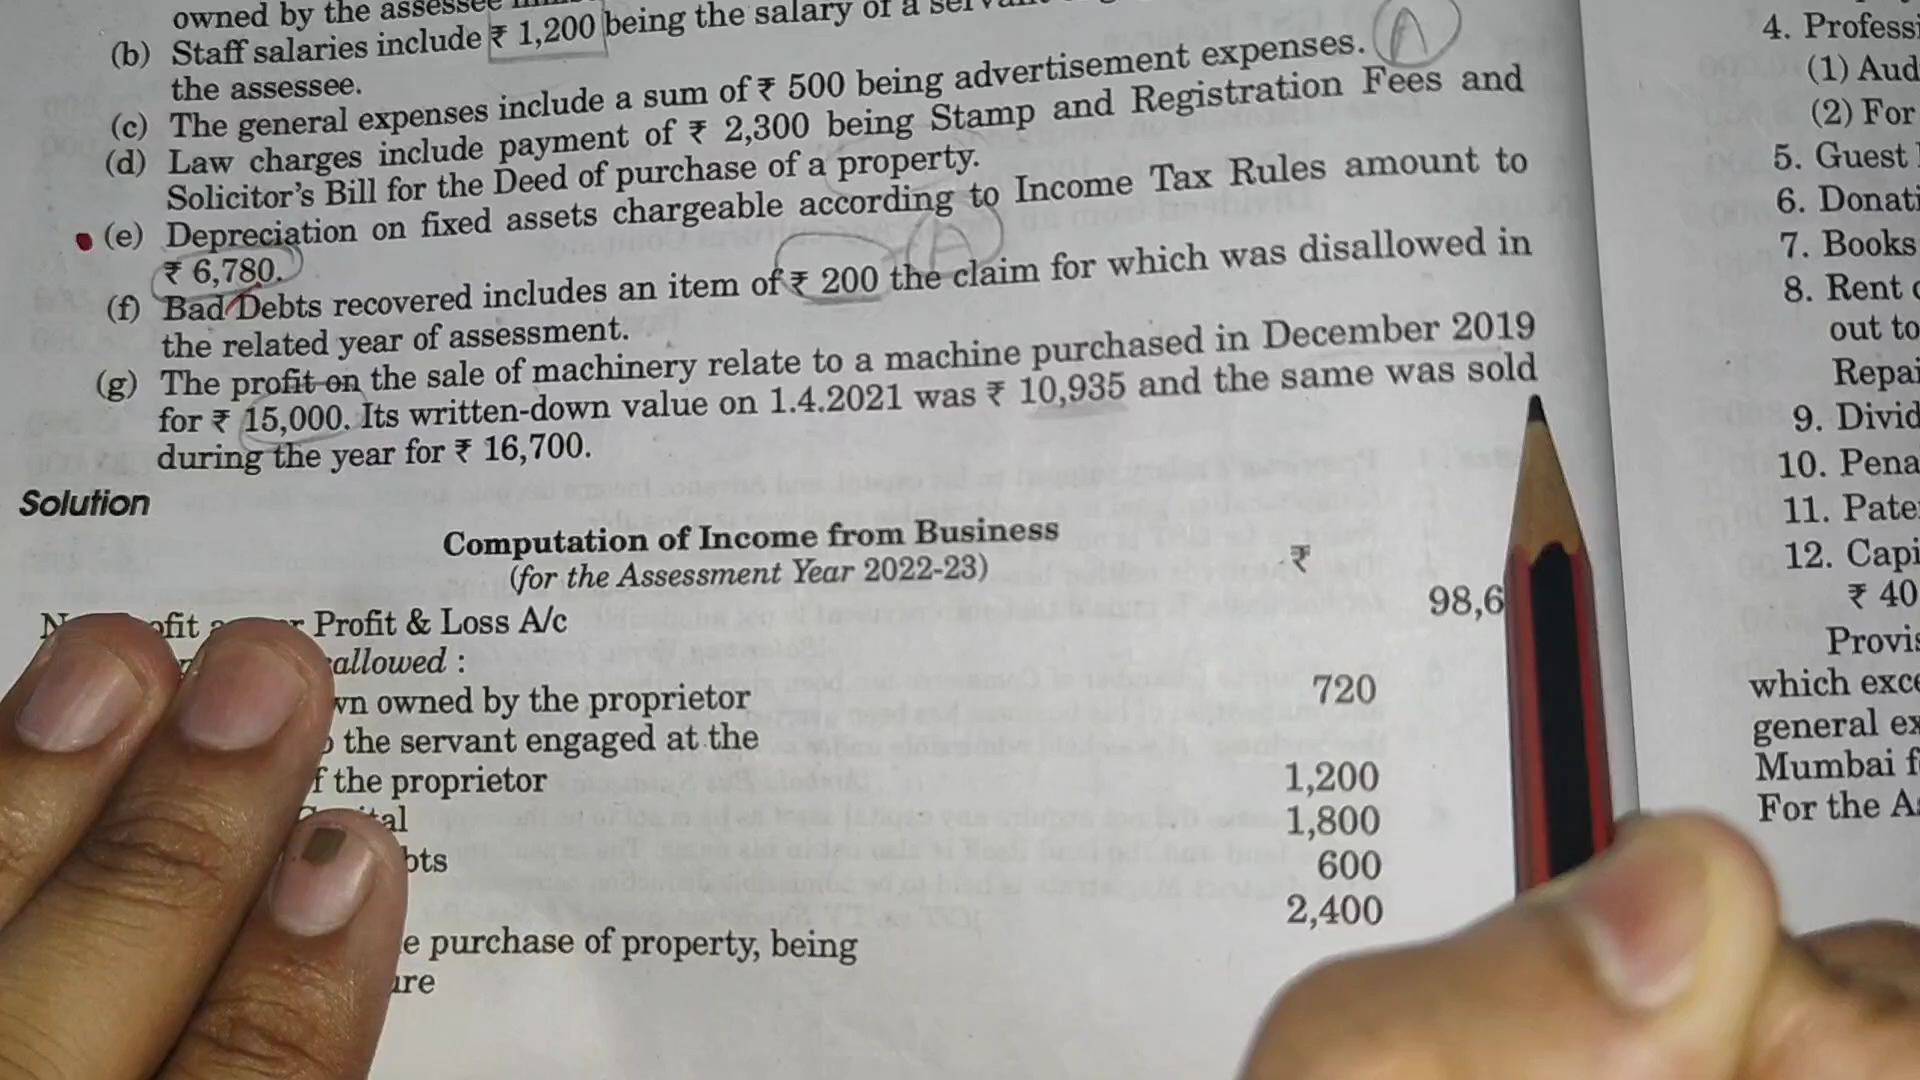 owned by the assessee
(b) Staff salaries include ₹ 1,200 being the salary of a
the assessee.
(c) The general expenses include a sum of ₹ 500 being advertisement expenses. A
(d) Law charges include payment of ₹ 2,300 being Stamp and Registration Fees and
Solicitor's Bill for the Deed of purchase of a property.
(e) Depreciation on fixed assets chargeable according to Income Tax Rules amount to
₹ 6,780.
(f) Bad Debts recovered includes an item of ₹ 200 the claim for which was disallowed in
the related year of assessment.
(g) The profit on the sale of machinery relate to a machine purchased in December 2019
for ₹ 15,000. Its written-down value on 1.4.2021 was ₹ 10,935 and the same was sold
during the year for ₹ 16,700.
Solution
Computation of Income from Business
(for the Assessment Year 2022-23)
₹
Profit & Loss A/c 98,6
allowed :
owned by the proprietor 720
the servant engaged at the
the proprietor 1,200
1,800
600
2,400
e purchase of property, being
4.
(1) Aud
(2) For
5. Guest
6. Donati
7. Books
8. Rent
out to
Repai
9. Divid
10. Pena
11. Pate
12. Capi
₹ 40
Provis
which exce
general ex
Mumbai f
For the A